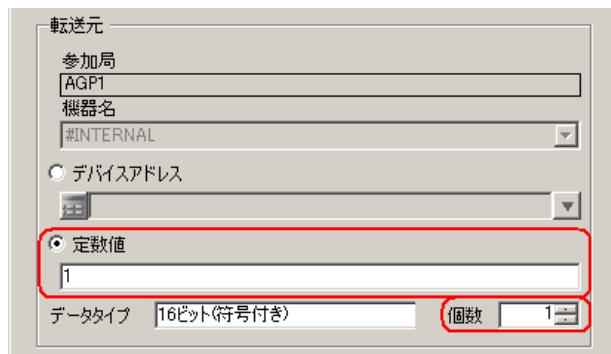 転送元
参加局
AGP1
機器名
#INTERNAL
デバイスアドレス
定数値
1
データタイプ 16ビット(符号付き) 個数 1